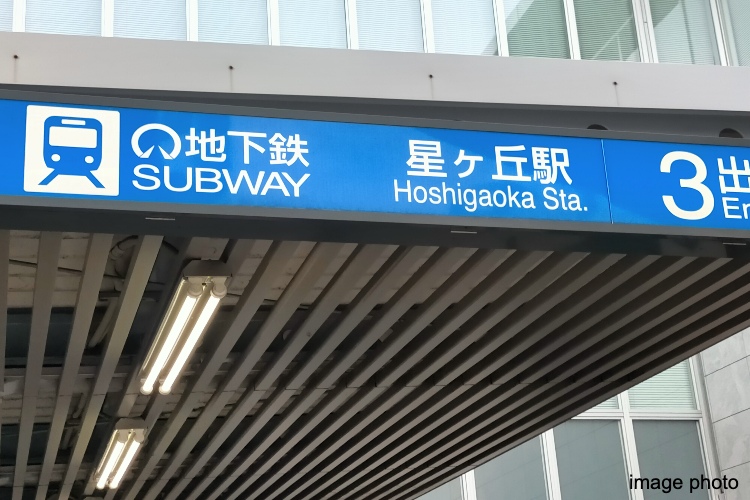 地下鉄
SUBWAY
星ヶ丘駅
Hoshigaoka Sta.
3
image photo